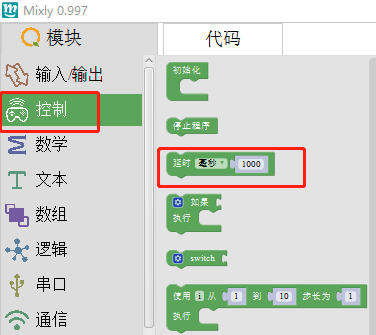 Mixly 0.997
模块
代码
输入/输出
控制
数学
文本
数组
逻辑
串口
通信
初始化
停止程序
延时 毫秒 1000
如果
执行
switch
使用 i 从 1 到 10 步长为 1
执行